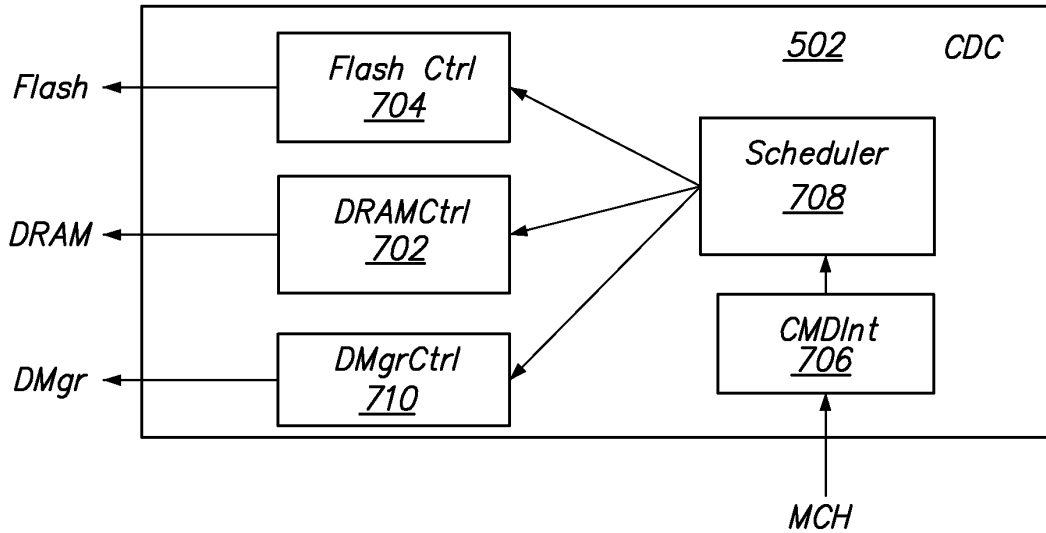 502 CDC
Flash
Flash Ctrl
704
Scheduler
708
DRAM
DRAMCtrl
702
CMDInt
706
DMgr
DMgrCtrl
710
MCH